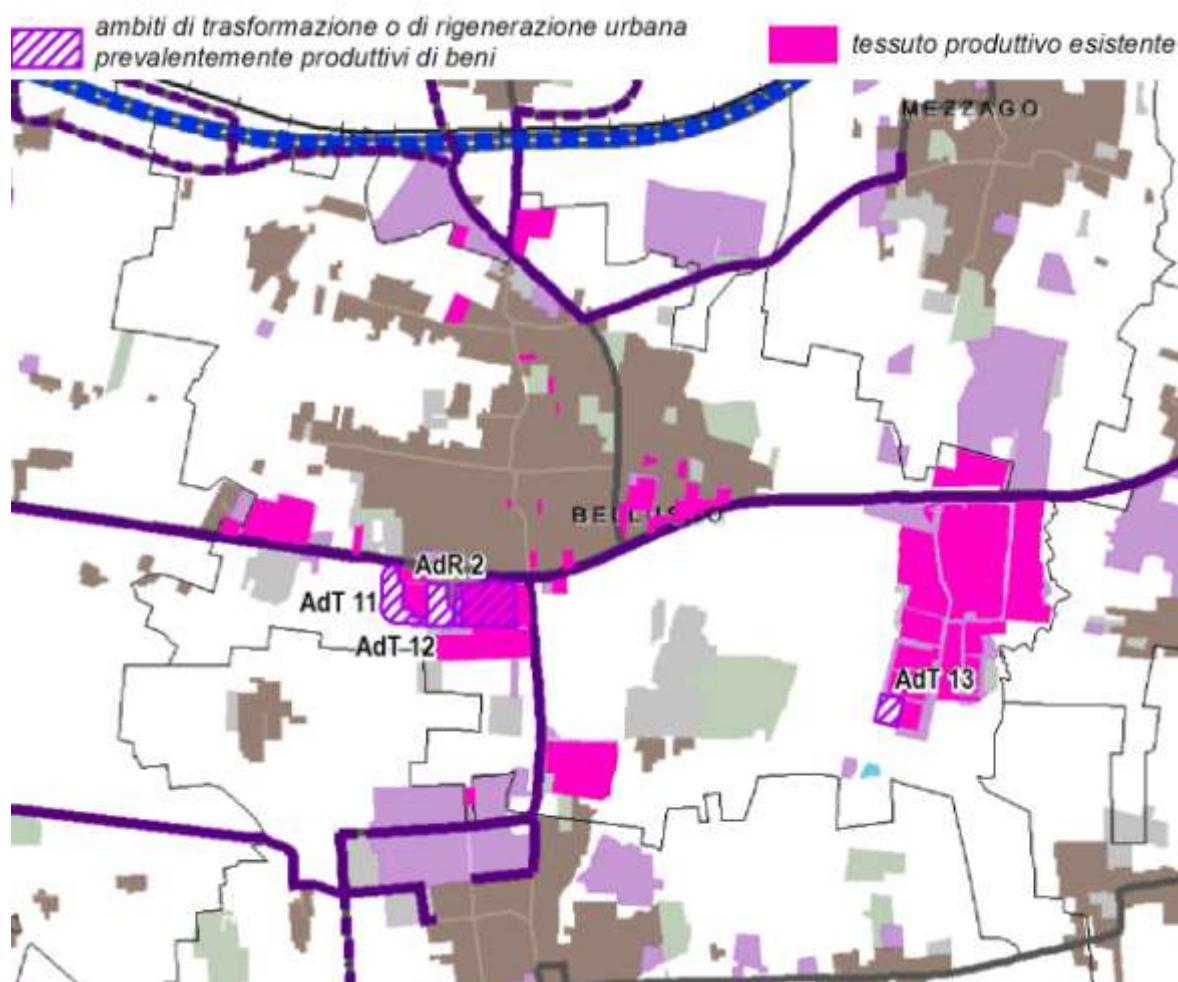 ambiti di trasformazione o di rigenerazione urbana
prevalentemente produttivi di beni
tessuto produttivo esistente
MEZZAGO
BELLUSCO
AdR 2
AdT 11
AdT 12
AdT 13